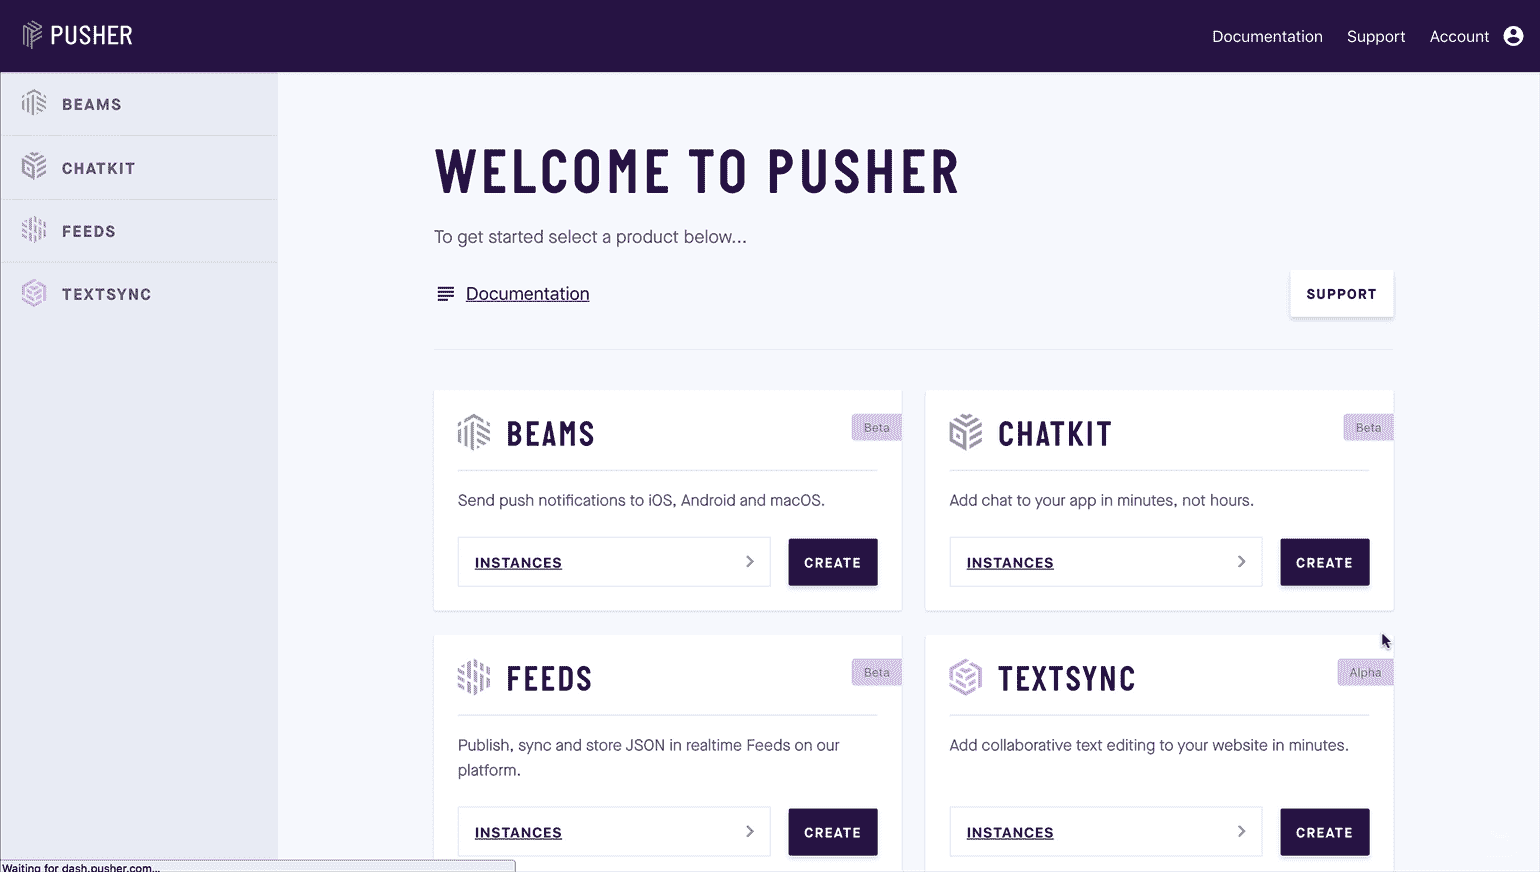 PUSHER
Documentation Support Account
BEAMS
CHATKIT
FEEDS
TEXTSYNC
WELCOME TO PUSHER
To get started select a product below...
Documentation
SUPPORT
BEAMS
Beta
Send push notifications to iOS, Android and macOS.
INSTANCES
CREATE
CHATKIT
Beta
Add chat to your app in minutes, not hours.
INSTANCES
CREATE
FEEDS
Beta
Publish, sync and store JSON in realtime Feeds on our
platform.
INSTANCES
CREATE
TEXTSYNC
Alpha
Add collaborative text editing to your website in minutes.
INSTANCES
CREATE
Waiting for dash.pusher.com...